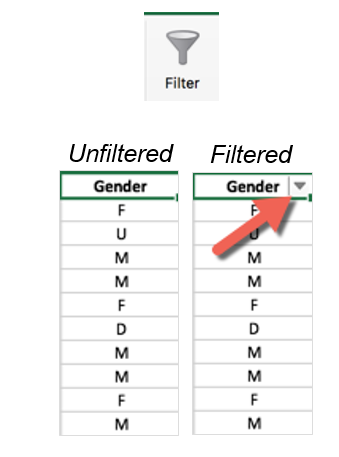 Filter
Unfiltered Filtered
Gender Gender
F F
U U
M M
M M
F F
D D
M M
M M
F F
M M